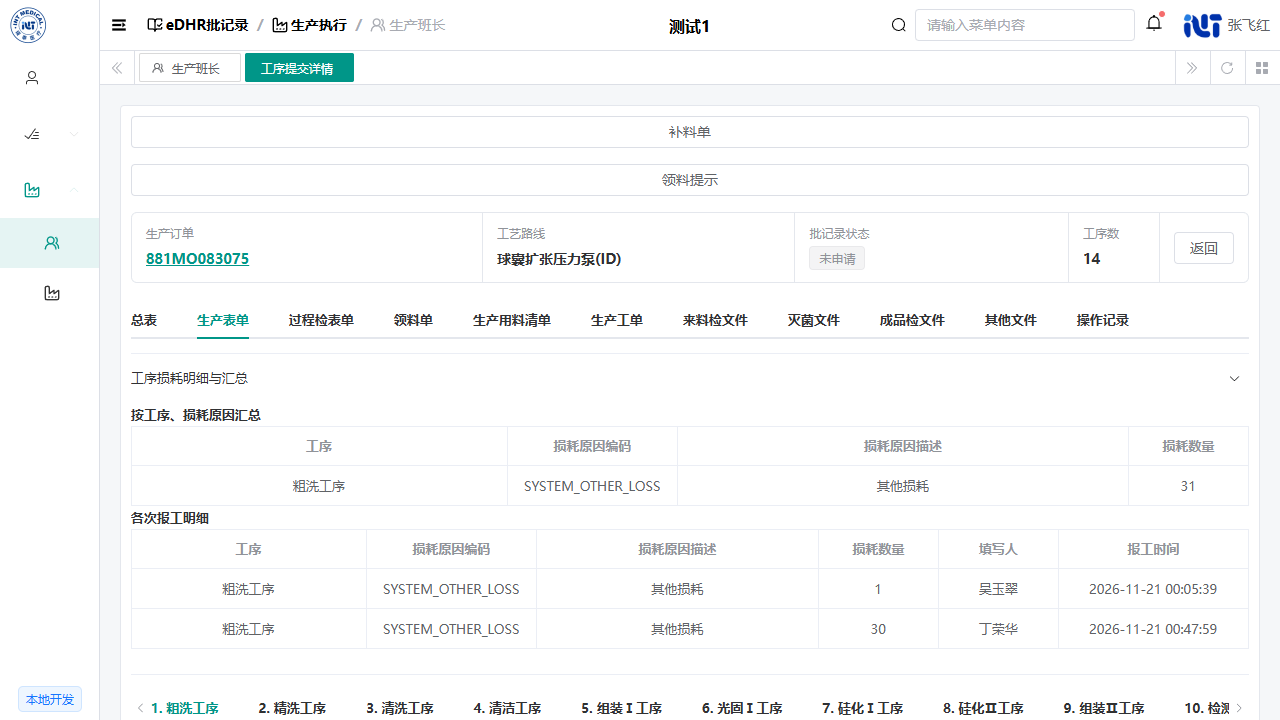 eDHR批记录 / 生产执行 / 生产班长
测试1
请输入菜单内容
iNT 张飞红
生产班长
工序提交详情
补料单
领料提示
生产订单
881MO083075
工艺路线
球囊扩张压力泵(ID)
批记录状态
未申请
工序数
14
返回
总表 生产表单 过程检表单 领料单 生产用料清单 生产工单 来料检文件 灭菌文件 成品检文件 其他文件 操作记录
工序损耗明细与汇总
按工序、损耗原因汇总
工序 损耗原因编码 损耗原因描述 损耗数量
粗洗工序 SYSTEM_OTHER_LOSS 其他损耗 31
各次报工明细
工序 损耗原因编码 损耗原因描述 损耗数量 填写人 报工时间
粗洗工序 SYSTEM_OTHER_LOSS 其他损耗 1 吴玉翠 2026-11-21 00:05:39
粗洗工序 SYSTEM_OTHER_LOSS 其他损耗 30 丁荣华 2026-11-21 00:47:59
1. 粗洗工序 2. 精洗工序 3. 清洗工序 4. 清洁工序 5. 组装Ⅰ工序 6. 光固Ⅰ工序 7. 硅化Ⅰ工序 8. 硅化Ⅱ工序 9. 组装Ⅱ工序 10. 检测
本地开发